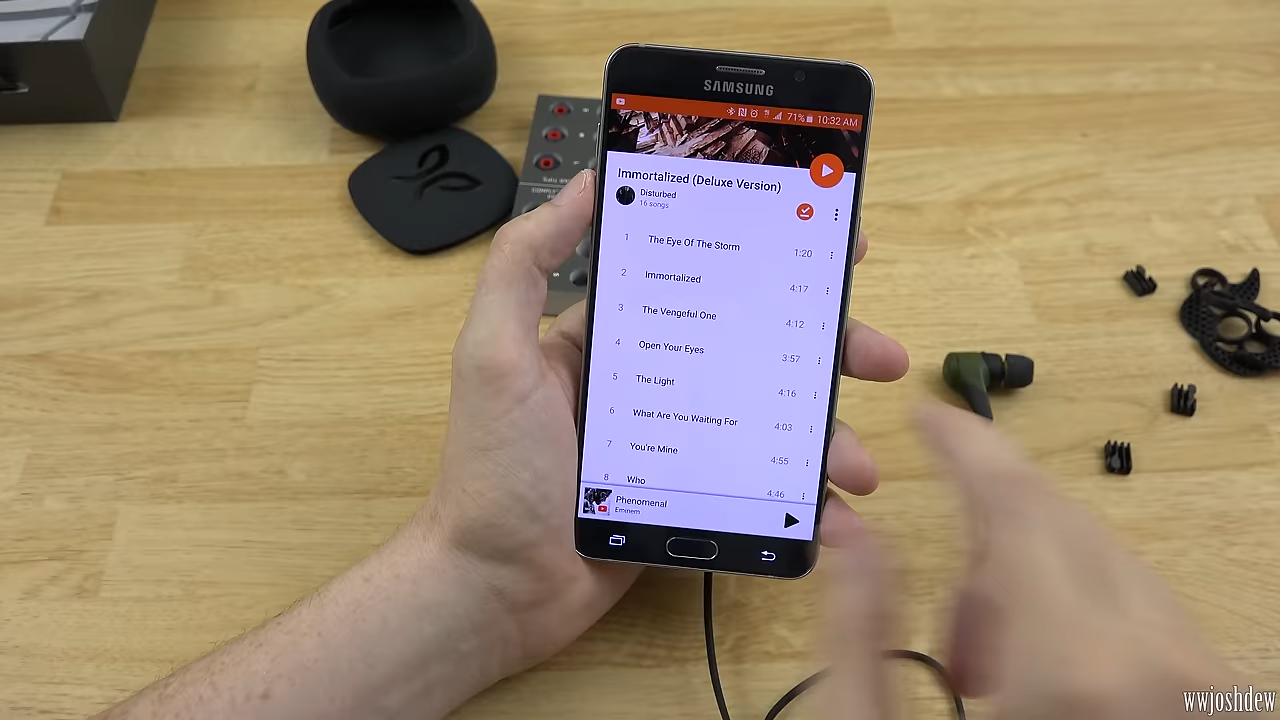 SAMSUNG
71% 10:32 AM
Immortalized (Deluxe Version)
Disturbed
16 songs
1 The Eye Of The Storm 1:20
2 Immortalized 4:17
3 The Vengeful One 4:12
4 Open Your Eyes 3:57
5 The Light 4:16
6 What Are You Waiting For 4:03
7 You're Mine 4:55
8 Who 4:46
Phenomenal
Eminem
wwjoshdew